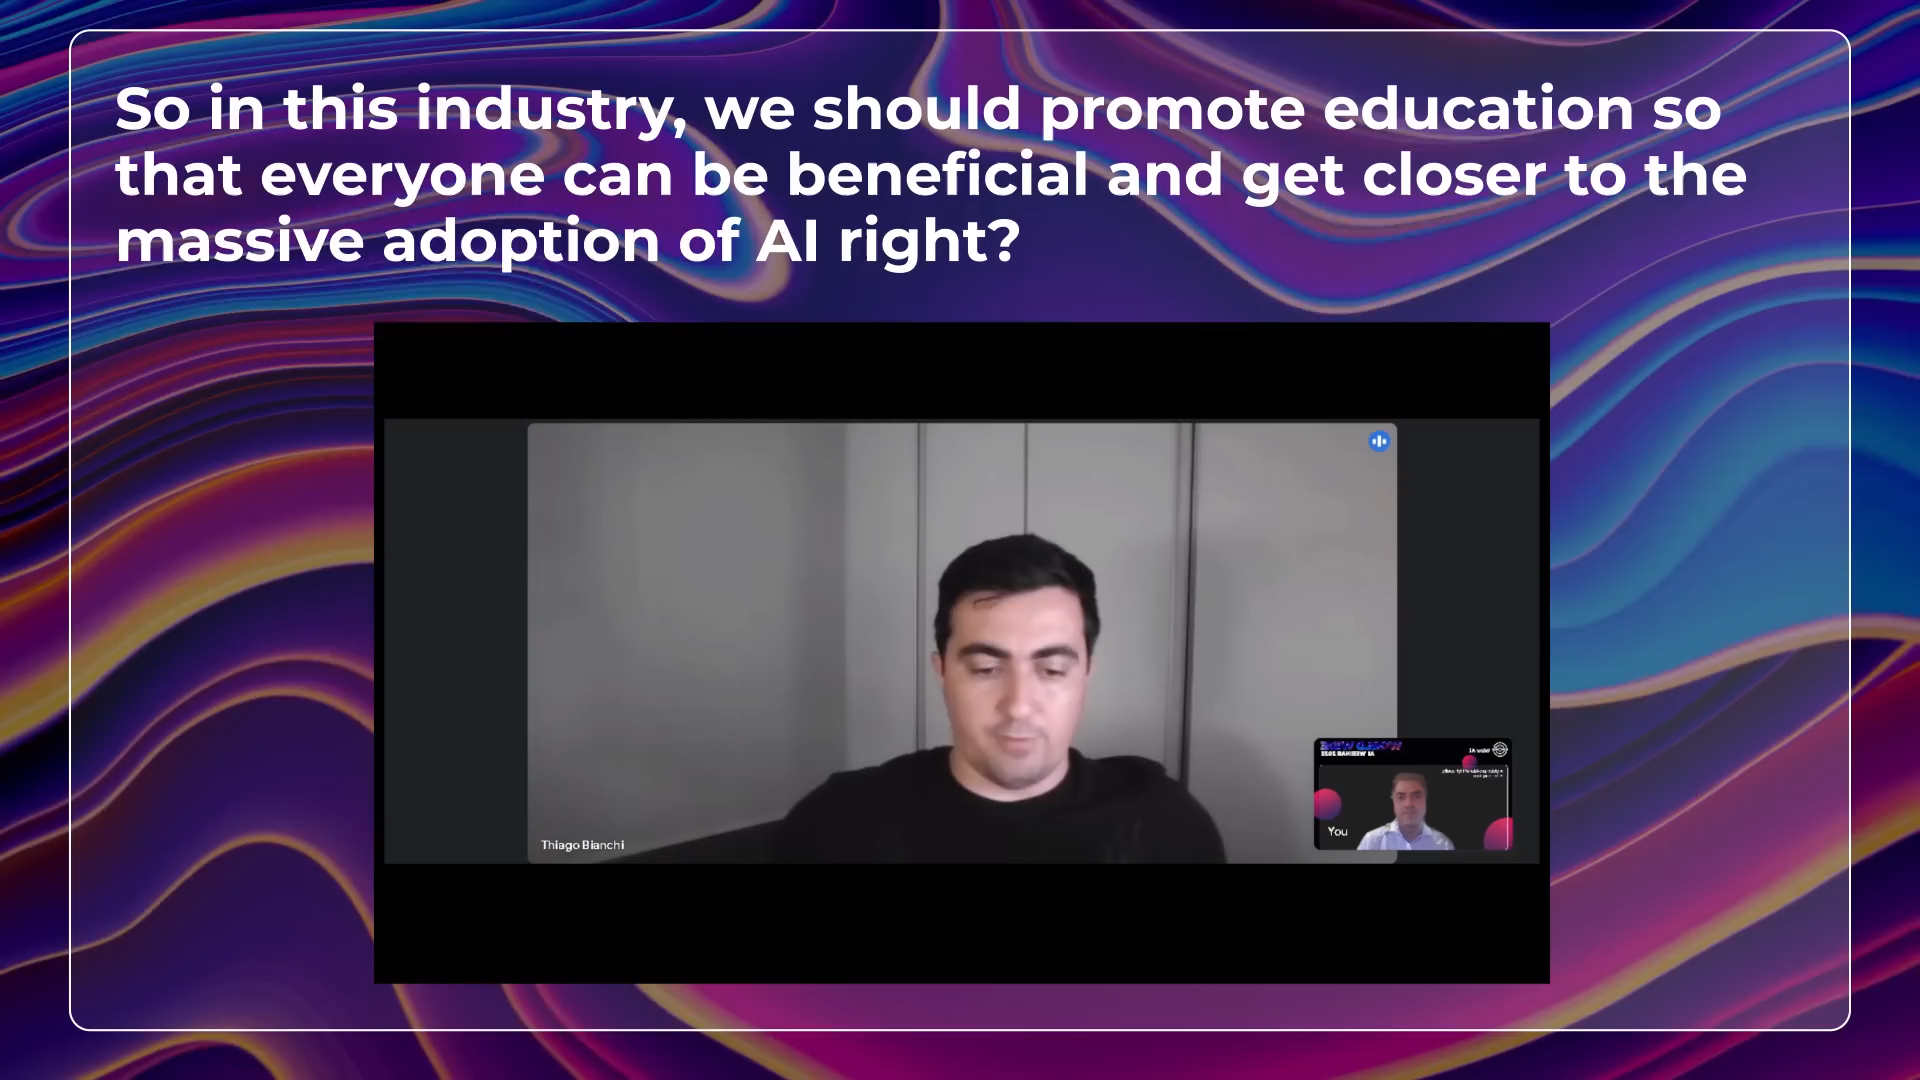 So in this industry, we should promote education so
that everyone can be beneficial and get closer to the
massive adoption of AI right?
Thiago Bianchi
You